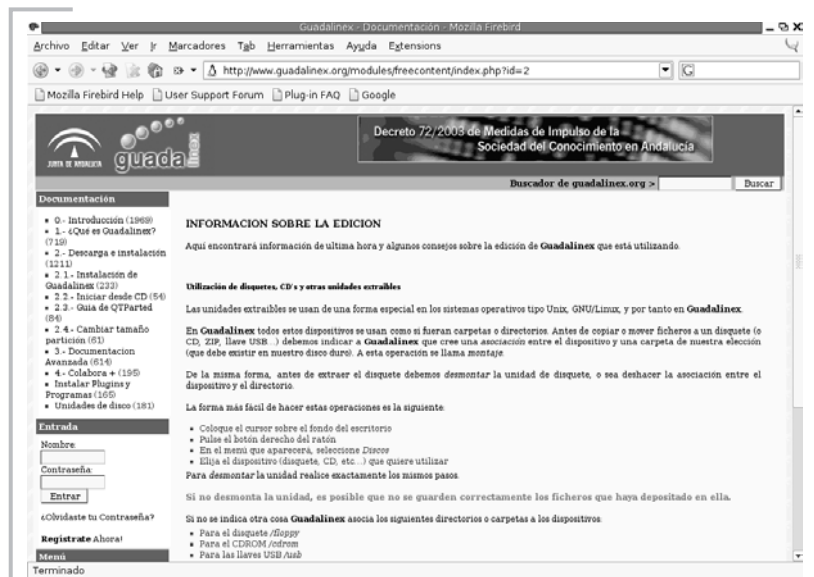 Guadalinex - Documentación - Mozilla Firebird
Archivo Editar Ver Ir Marcadores Tab Herramientas Ayuda Extensions
http://www.guadalinex.org/modules/freecontent/index.php?id=2
Mozilla Firebird Help User Support Forum Plug-in FAQ Google
JUNTA DE ANDALUCIA
guadalinex
Decreto 72/2003 de Medidas de Impulso de la
Sociedad del Conocimiento en Andalucía
Buscador de guadalinex.org > Buscar
Documentación
0.- Introducción (1969)
1.- ¿Qué es Guadalinex?
(719)
2.- Descarga e instalación
(1211)
2.1.- Instalación de
Guadalinex (233)
2.2.- Iniciar desde CD (54)
2.3.- Guia de QTParted
(84)
2.4.- Cambiar tamaño
partición (61)
3.- Documentacion
Avanzada (614)
4.- Colabora + (195)
Instalar Plugins y
Programas (165)
Unidades de disco (181)
Entrada
Nombre:
Contraseña:
Entrar
¿Olvidaste tu Contraseña?
Regístrate Ahora!
Menú
INFORMACION SOBRE LA EDICION
Aquí encontrará información de ultima hora y algunos consejos sobre la edición de Guadalinex que está utilizando.
Utilización de disquetes, CD's y otras unidades extraibles
Las unidades extraibles se usan de una forma especial en los sistemas operativos tipo Unix, GNU/Linux, y por tanto en Guadalinex.
En Guadalinex todos estos dispositivos se usan como si fueran carpetas o directorios. Antes de copiar o mover ficheros a un disquete (o
CD, ZIP, llave USB...) debemos indicar a Guadalinex que cree una asociación entre el dispositivo y una carpeta de nuestra elección
(que debe existir en nuestro disco duro). A esta operación se llama montaje.
De la misma forma, antes de extraer el disquete debemos desmontar la unidad de disquete, o sea deshacer la asociación entre el
dispositivo y el directorio.
La forma más fácil de hacer estas operaciones es la siguiente:
Coloque el cursor sobre el fondo del escritorio
Pulse el botón derecho del ratón
En el menú que aparecerá, seleccione Discos
Elija el dispositivo (disquete, CD, etc...) que quiere utilizar
Para desmontar la unidad realice exactamente los mismos pasos.
Si no desmonta la unidad, es posible que no se guarden correctamente los ficheros que haya depositado en ella.
Si no se indica otra cosa Guadalinex asocia los siguientes directorios o carpetas a los dispositivos:
Para el disquete /floppy
Para el CDROM /cdrom
Para las llaves USB /usb
Terminado